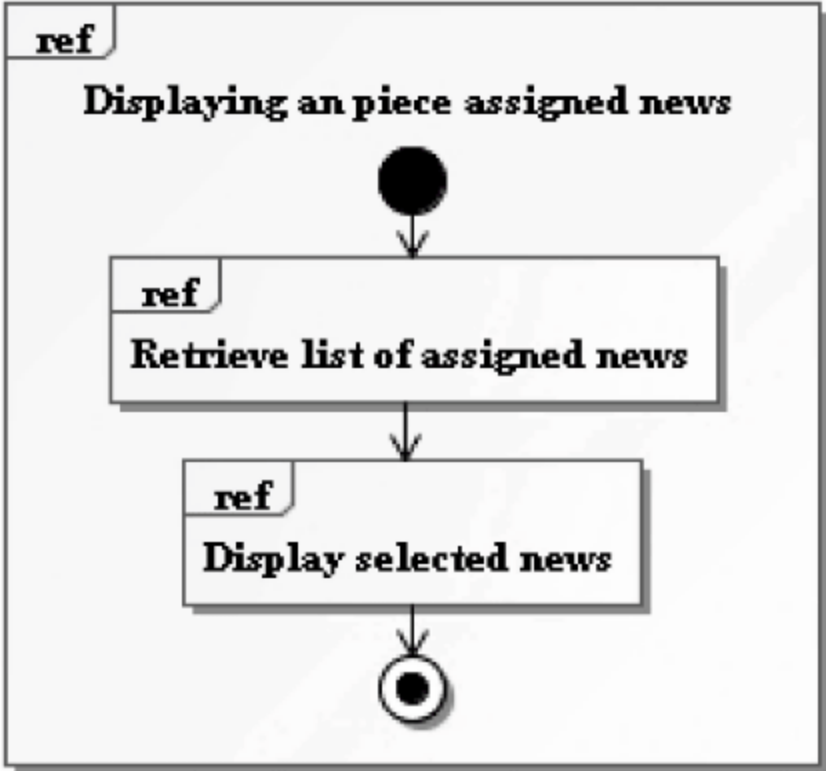 ref
Displaying an piece assigned news
ref
Retrieve list of assigned news
ref
Display selected news